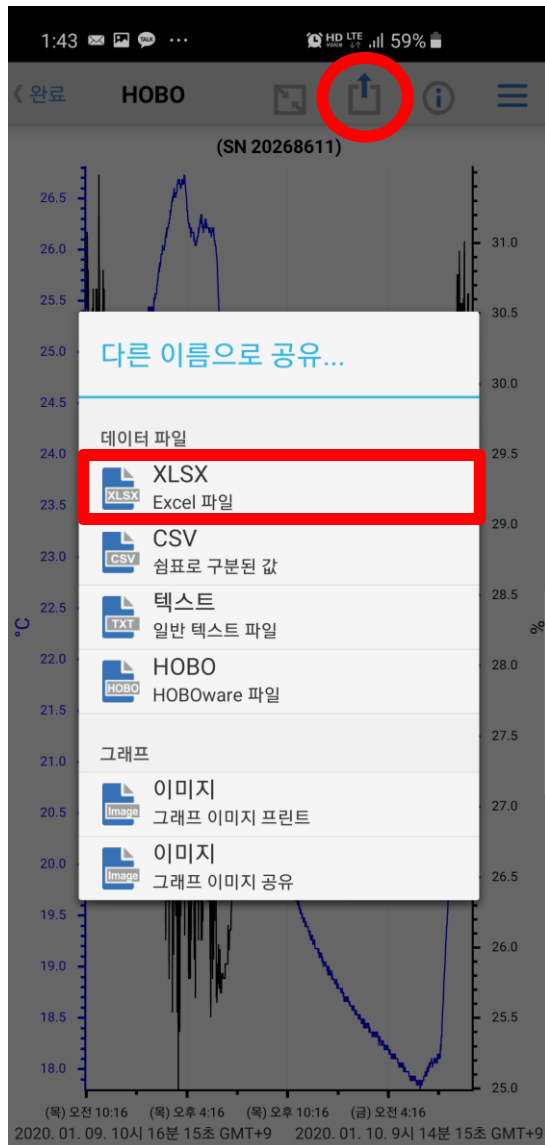 1:43 TALK ... HD voice LTE 59%
완료 HOBO
(SN 20268611)
26.5
26.0
25.5
25.0
24.5
24.0
23.5
23.0
22.5
22.0
21.5
21.0
20.5
20.0
19.5
19.0
18.5
18.0
°C
31.0
30.5
30.0
29.5
29.0
28.5
28.0
27.5
27.0
26.5
26.0
25.5
25.0
%
다른 이름으로 공유...
데이터 파일
XLSX
XLSX
Excel 파일
CSV
CSV
쉼표로 구분된 값
텍스트
TXT
일반 텍스트 파일
HOBO
HOBO
HOBOware 파일
그래프
이미지
Image
그래프 이미지 프린트
이미지
Image
그래프 이미지 공유
(목) 오전 10:16 (목) 오후 4:16 (목) 오후 10:16 (금) 오전 4:16
2020. 01. 09. 10시 16분 15초 GMT+9 2020. 01. 10. 9시 14분 15초 GMT+9